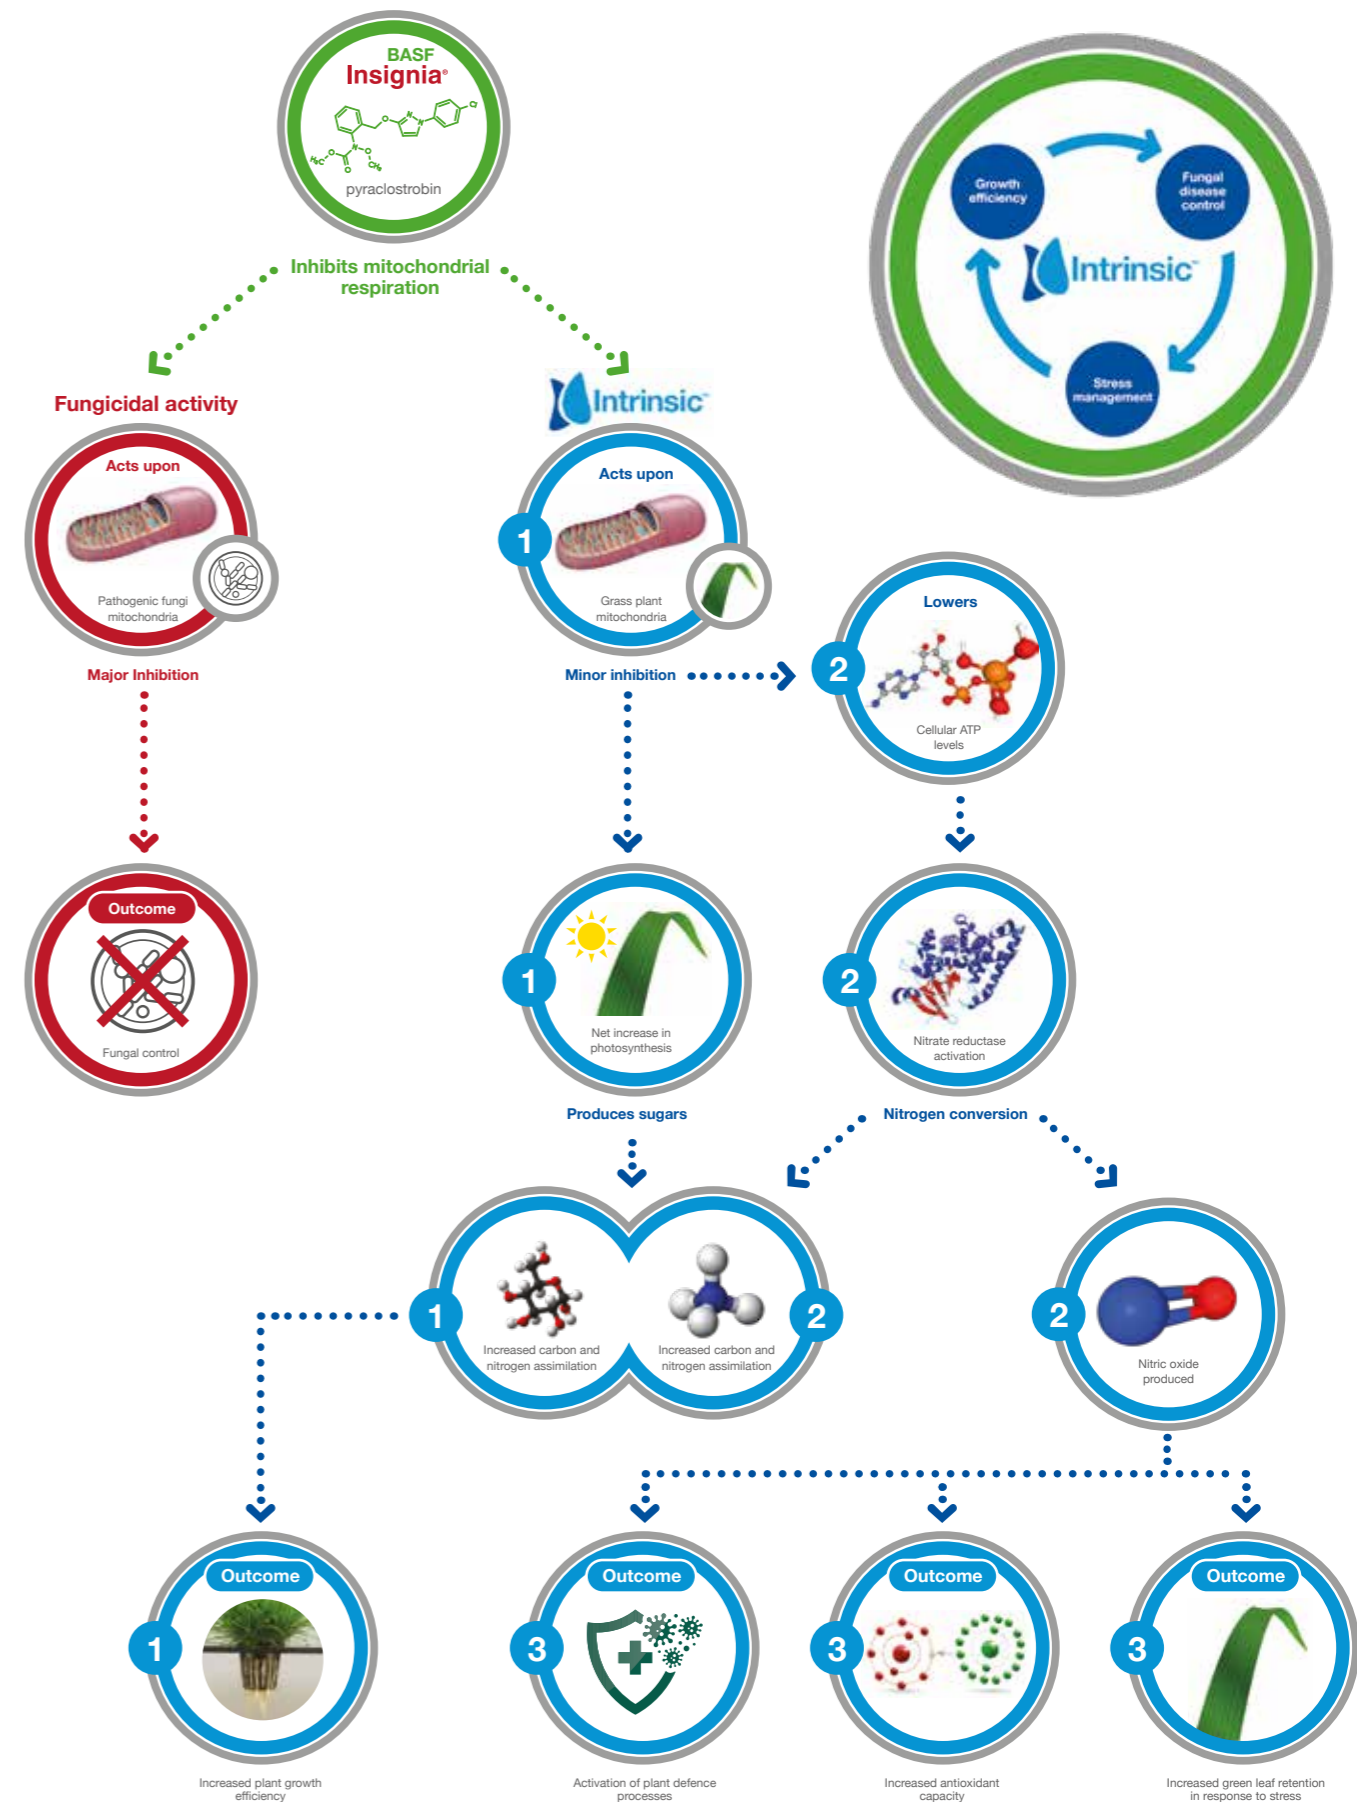 BASF
Insignia®
Cl
N
N
O
N
O
O
O
H₃C
CH₃
pyraclostrobin
Inhibits mitochondrial
respiration
Growth
efficiency
Fungal
disease
control
Intrinsic™
Stress
management
Fungicidal activity
Acts upon
Pathogenic fungi
mitochondria
Major Inhibition
Outcome
Fungal control
Intrinsic™
Acts upon
1
Grass plant
mitochondria
Minor inhibition
Lowers
2
Cellular ATP
levels
1
Net increase in
photosynthesis
Produces sugars
2
Nitrate reductase
activation
Nitrogen conversion
1
Increased carbon and
nitrogen assimilation
Increased carbon and
nitrogen assimilation
2
2
Nitric oxide
produced
Outcome
1
Increased plant growth
efficiency
Outcome
3
Activation of plant defence
processes
Outcome
3
Increased antioxidant
capacity
Outcome
3
Increased green leaf retention
in response to stress